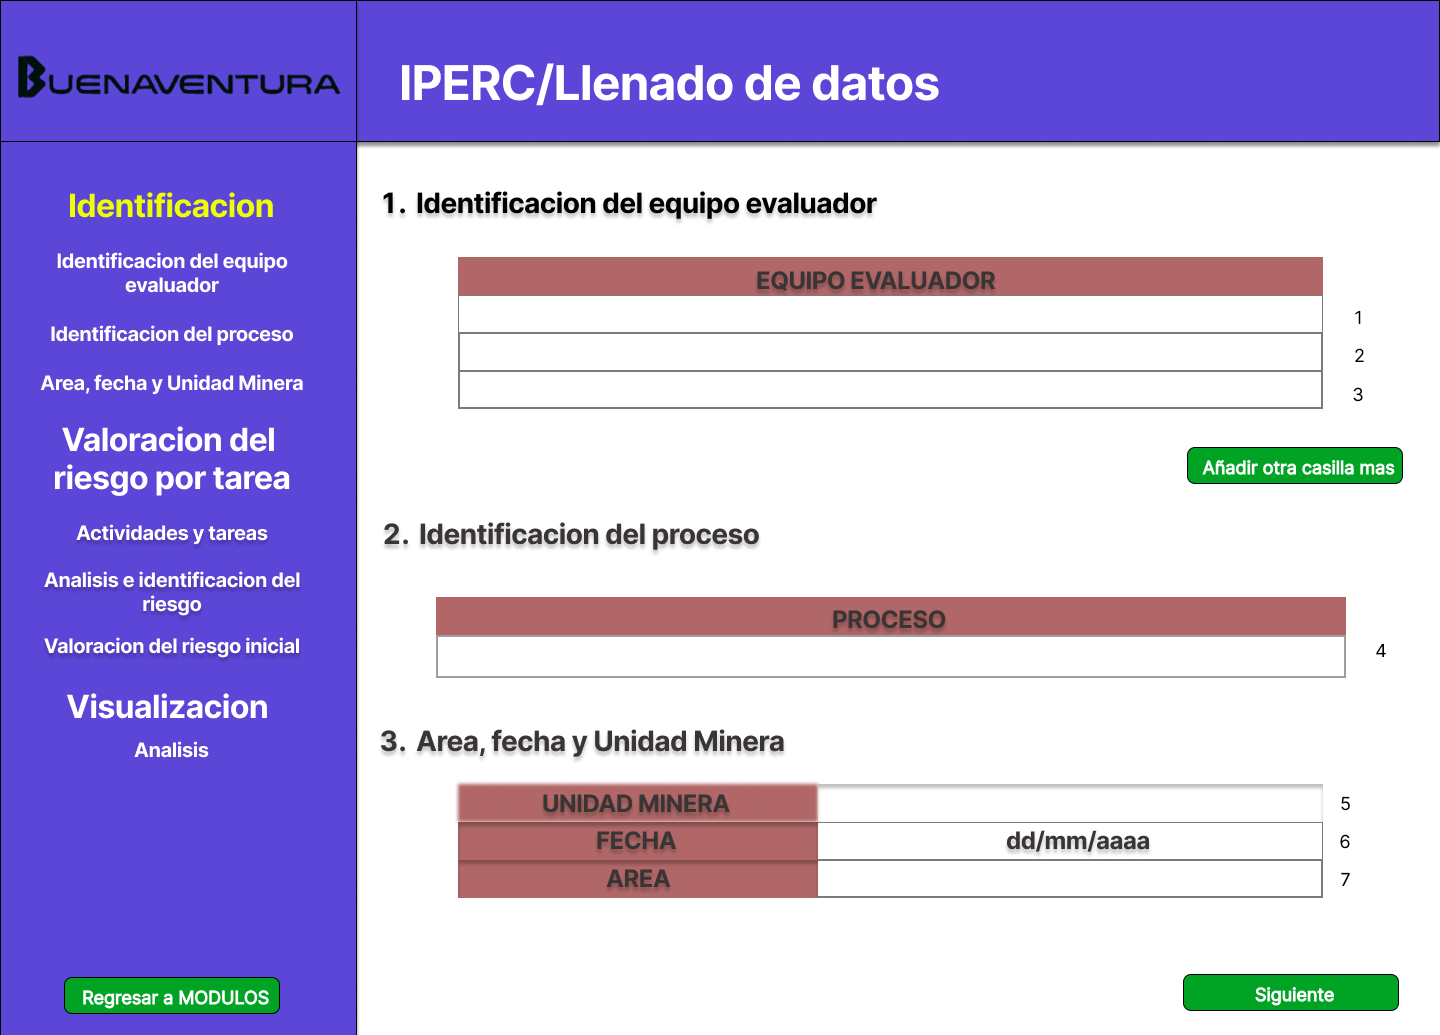 BUENAVENTURA
IPERC/Llenado de datos
Identificacion
Identificacion del equipo
evaluador
Identificacion del proceso
Area, fecha y Unidad Minera
Valoracion del
riesgo por tarea
Actividades y tareas
Analisis e identificacion del
riesgo
Valoracion del riesgo inicial
Visualizacion
Analisis
Regresar a MODULOS
1. Identificacion del equipo evaluador
EQUIPO EVALUADOR
1
2
3
Añadir otra casilla mas
2. Identificacion del proceso
PROCESO
4
3. Area, fecha y Unidad Minera
UNIDAD MINERA 5
FECHA dd/mm/aaaa 6
AREA 7
Siguiente